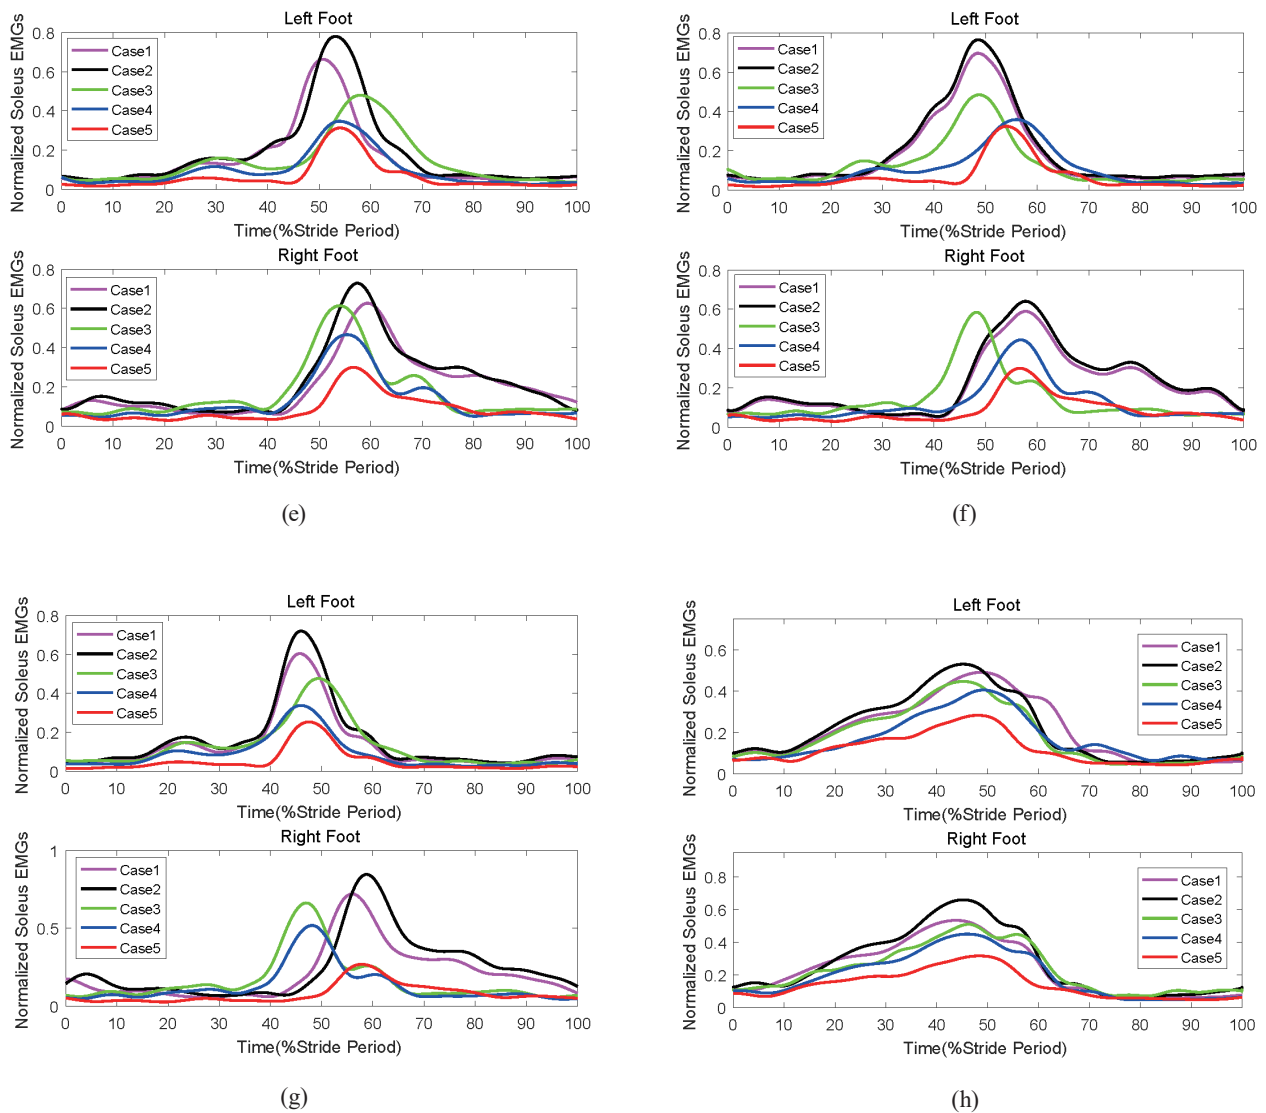 Left Foot
Normalized Soleus EMGs
0.8
0.6
0.4
0.2
0
Case1
Case2
Case3
Case4
Case5
0 10 20 30 40 50 60 70 80 90 100
Time(%Stride Period)
Right Foot
Normalized Soleus EMGs
0.8
0.6
0.4
0.2
0
Case1
Case2
Case3
Case4
Case5
0 10 20 30 40 50 60 70 80 90 100
Time(%Stride Period)
(e)
Left Foot
Normalized Soleus EMGs
0.8
0.6
0.4
0.2
0
Case1
Case2
Case3
Case4
Case5
0 10 20 30 40 50 60 70 80 90 100
Time(%Stride Period)
Right Foot
Normalized Soleus EMGs
0.8
0.6
0.4
0.2
0
Case1
Case2
Case3
Case4
Case5
0 10 20 30 40 50 60 70 80 90 100
Time(%Stride Period)
(f)
Left Foot
Normalized Soleus EMGs
0.8
0.6
0.4
0.2
0
Case1
Case2
Case3
Case4
Case5
0 10 20 30 40 50 60 70 80 90 100
Time(%Stride Period)
Right Foot
Normalized Soleus EMGs
1
0.5
0
Case1
Case2
Case3
Case4
Case5
0 10 20 30 40 50 60 70 80 90 100
Time(%Stride Period)
(g)
Left Foot
Normalized Soleus EMGs
0.6
0.4
0.2
0
Case1
Case2
Case3
Case4
Case5
0 10 20 30 40 50 60 70 80 90 100
Time(%Stride Period)
Right Foot
Normalized Soleus EMGs
0.8
0.6
0.4
0.2
0
Case1
Case2
Case3
Case4
Case5
0 10 20 30 40 50 60 70 80 90 100
Time(%Stride Period)
(h)